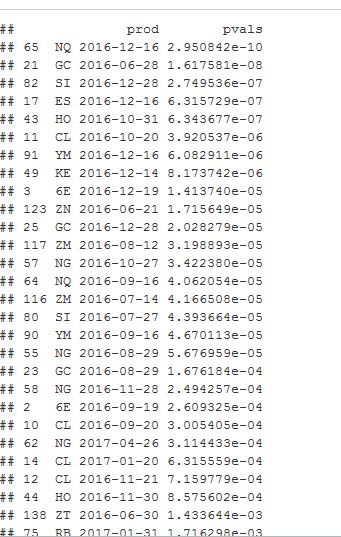 ## prod pvals
## 65 NQ 2016-12-16 2.950842e-10
## 21 GC 2016-06-28 1.617581e-08
## 82 SI 2016-12-28 2.749536e-07
## 17 ES 2016-12-16 6.315729e-07
## 43 HO 2016-10-31 6.343677e-07
## 11 CL 2016-10-20 3.920537e-06
## 91 YM 2016-12-16 6.082911e-06
## 49 KE 2016-12-14 8.173742e-06
## 3 6E 2016-12-19 1.413740e-05
## 123 ZN 2016-06-21 1.715649e-05
## 25 GC 2016-12-28 2.028279e-05
## 117 ZM 2016-08-12 3.198893e-05
## 57 NG 2016-10-27 3.422380e-05
## 64 NQ 2016-09-16 4.062054e-05
## 116 ZM 2016-07-14 4.166508e-05
## 80 SI 2016-07-27 4.393664e-05
## 90 YM 2016-09-16 4.670113e-05
## 55 NG 2016-08-29 5.676959e-05
## 23 GC 2016-08-29 1.676184e-04
## 58 NG 2016-11-28 2.494257e-04
## 2 6E 2016-09-19 2.609325e-04
## 10 CL 2016-09-20 3.005405e-04
## 62 NG 2017-04-26 3.114433e-04
## 14 CL 2017-01-20 6.315559e-04
## 12 CL 2016-11-21 7.159779e-04
## 44 HO 2016-11-30 8.575602e-04
## 138 ZT 2016-06-30 1.433644e-03
## 75 RB 2017-01-31 1.716298e-03